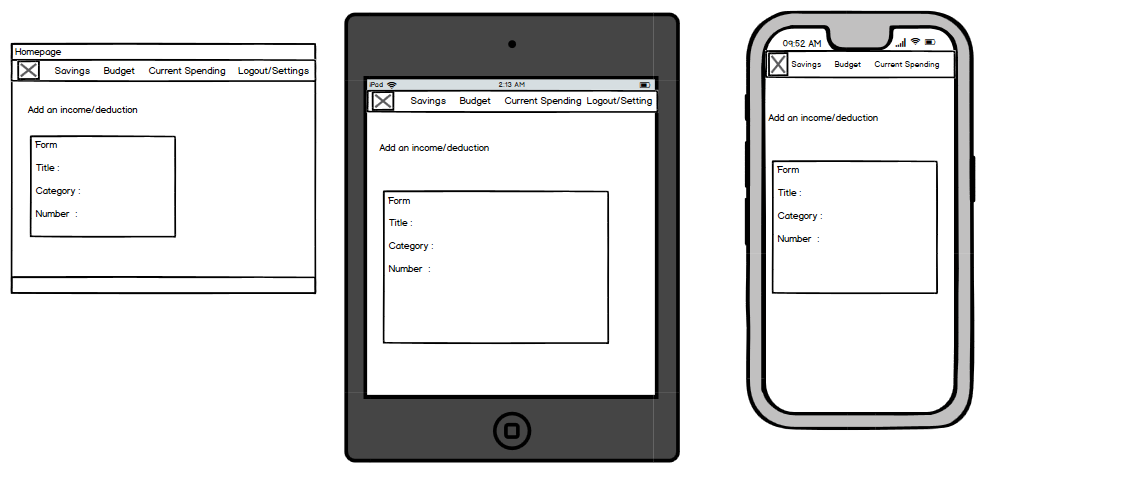 Homepage
Savings Budget Current Spending Logout/Settings
Add an income/deduction
Form
Title :
Category :
Number :
iPad 2:13 AM
Savings Budget Current Spending Logout/Setting
Add an income/deduction
Form
Title :
Category :
Number :
09:52 AM
Savings Budget Current Spending
Add an income/deduction
Form
Title :
Category :
Number :